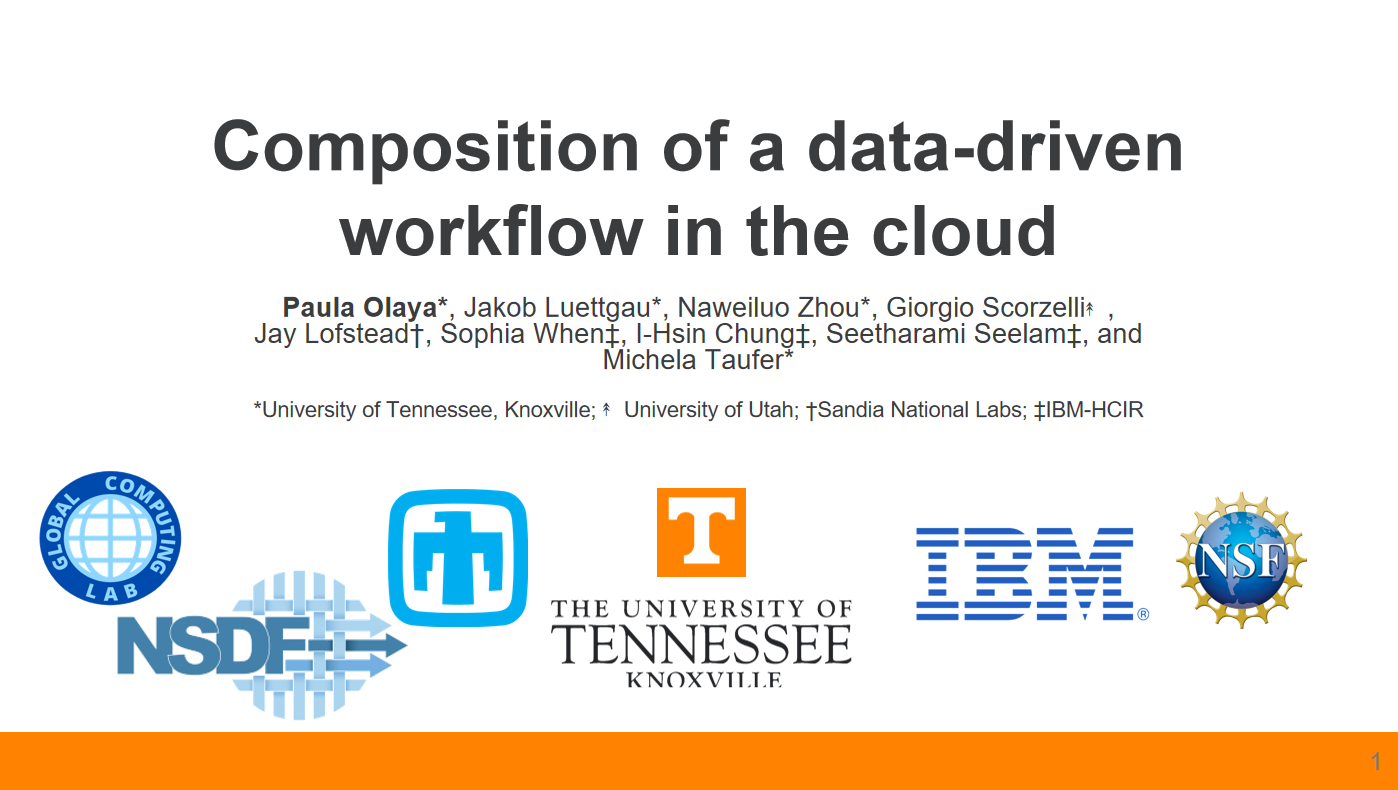 Composition of a data-driven
workflow in the cloud
Paula Olaya*, Jakob Luettgau*, Naweiluo Zhou*, Giorgio Scorzelli↟ ,
Jay Lofstead†, Sophia When‡, I-Hsin Chung‡, Seetharami Seelam‡, and
Michela Taufer*
*University of Tennessee, Knoxville; ↟ University of Utah; †Sandia National Labs; ‡IBM-HCIR
GLOBAL COMPUTING LAB
NSDF
T
THE UNIVERSITY OF
TENNESSEE
KNOXVILLE
IBM®
NSF
1